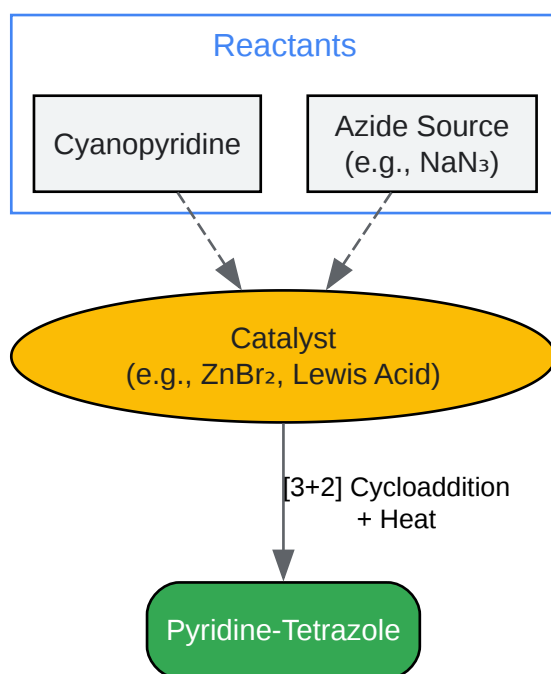 Reactants
Cyanopyridine
Azide Source
(e.g., NaN₃)
Catalyst
(e.g., ZnBr₂, Lewis Acid)
[3+2] Cycloaddition
+ Heat
Pyridine-Tetrazole